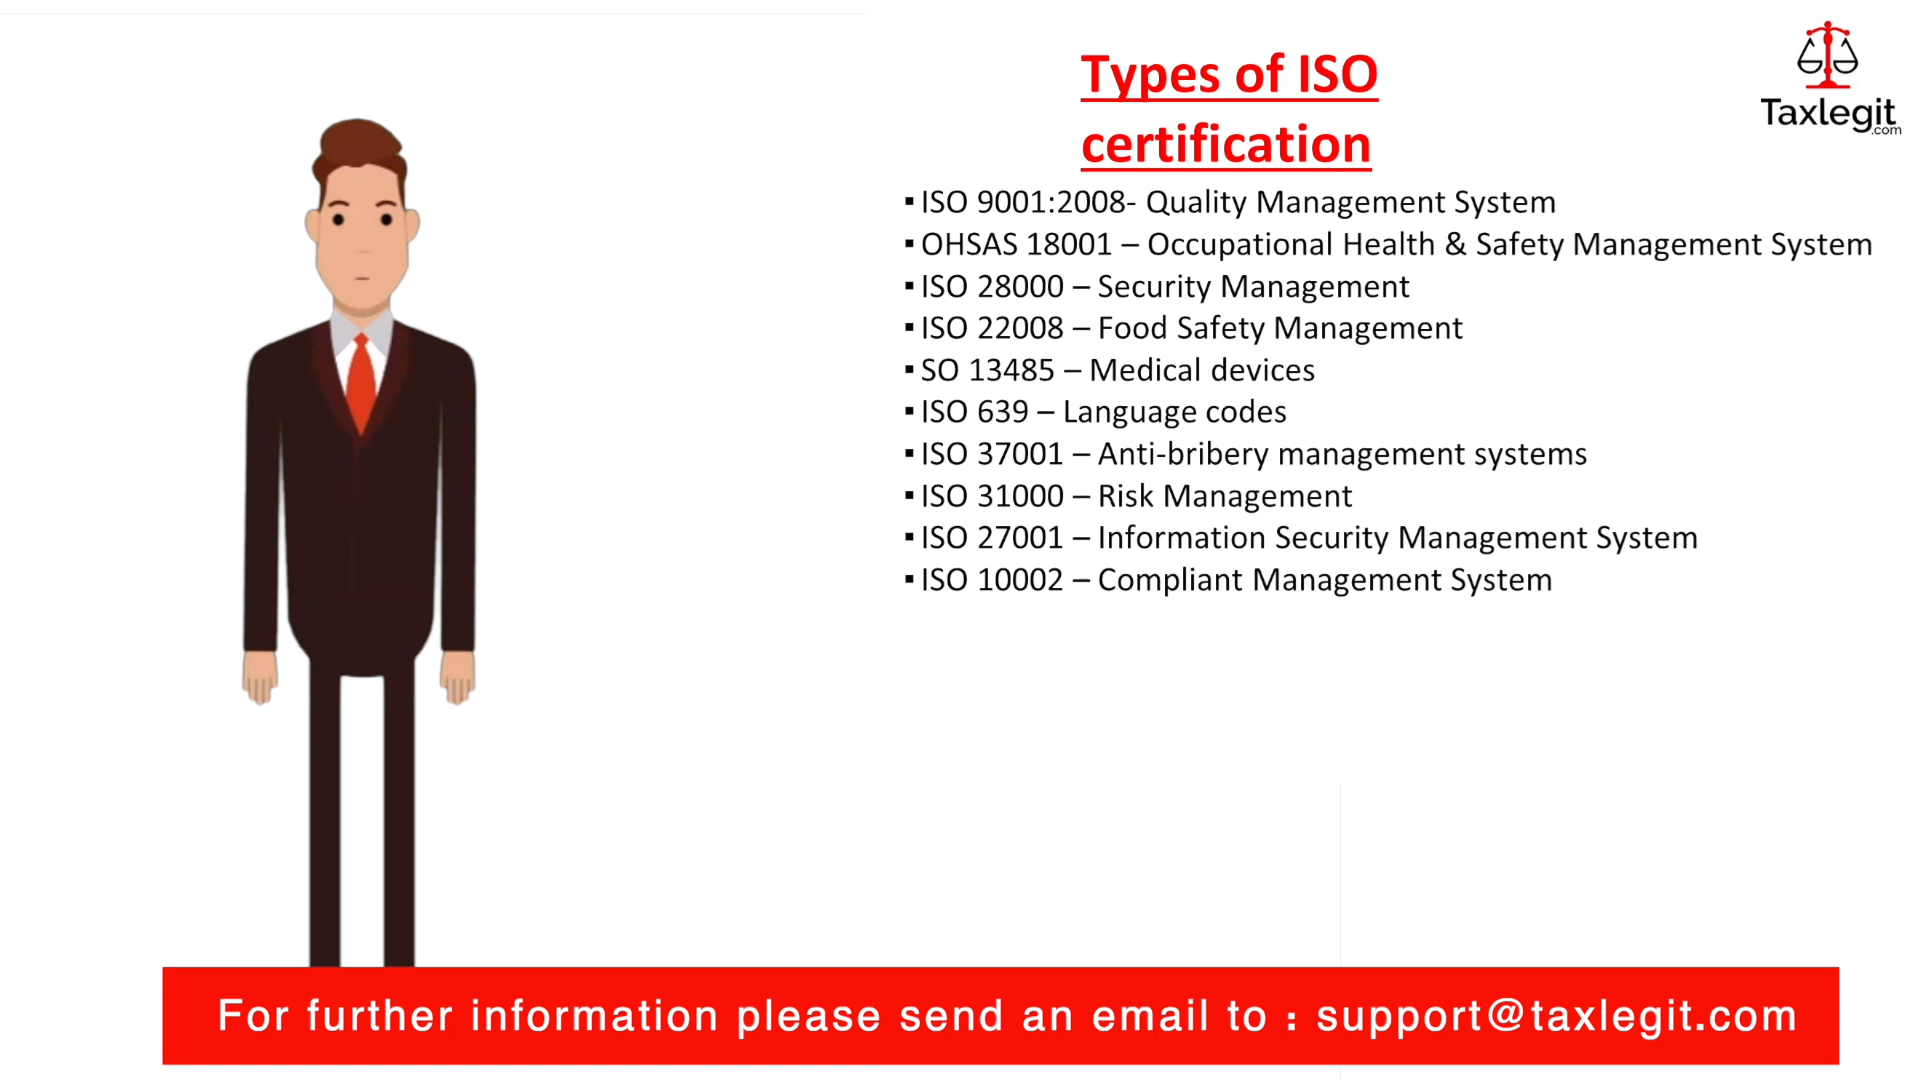 Types of ISO
certification
Taxlegit
.com
▪ISO 9001:2008- Quality Management System
▪OHSAS 18001 – Occupational Health & Safety Management System
▪ISO 28000 – Security Management
▪ISO 22008 – Food Safety Management
▪SO 13485 – Medical devices
▪ISO 639 – Language codes
▪ISO 37001 – Anti-bribery management systems
▪ISO 31000 – Risk Management
▪ISO 27001 – Information Security Management System
▪ISO 10002 – Compliant Management System
For further information please send an email to : support@taxlegit.com